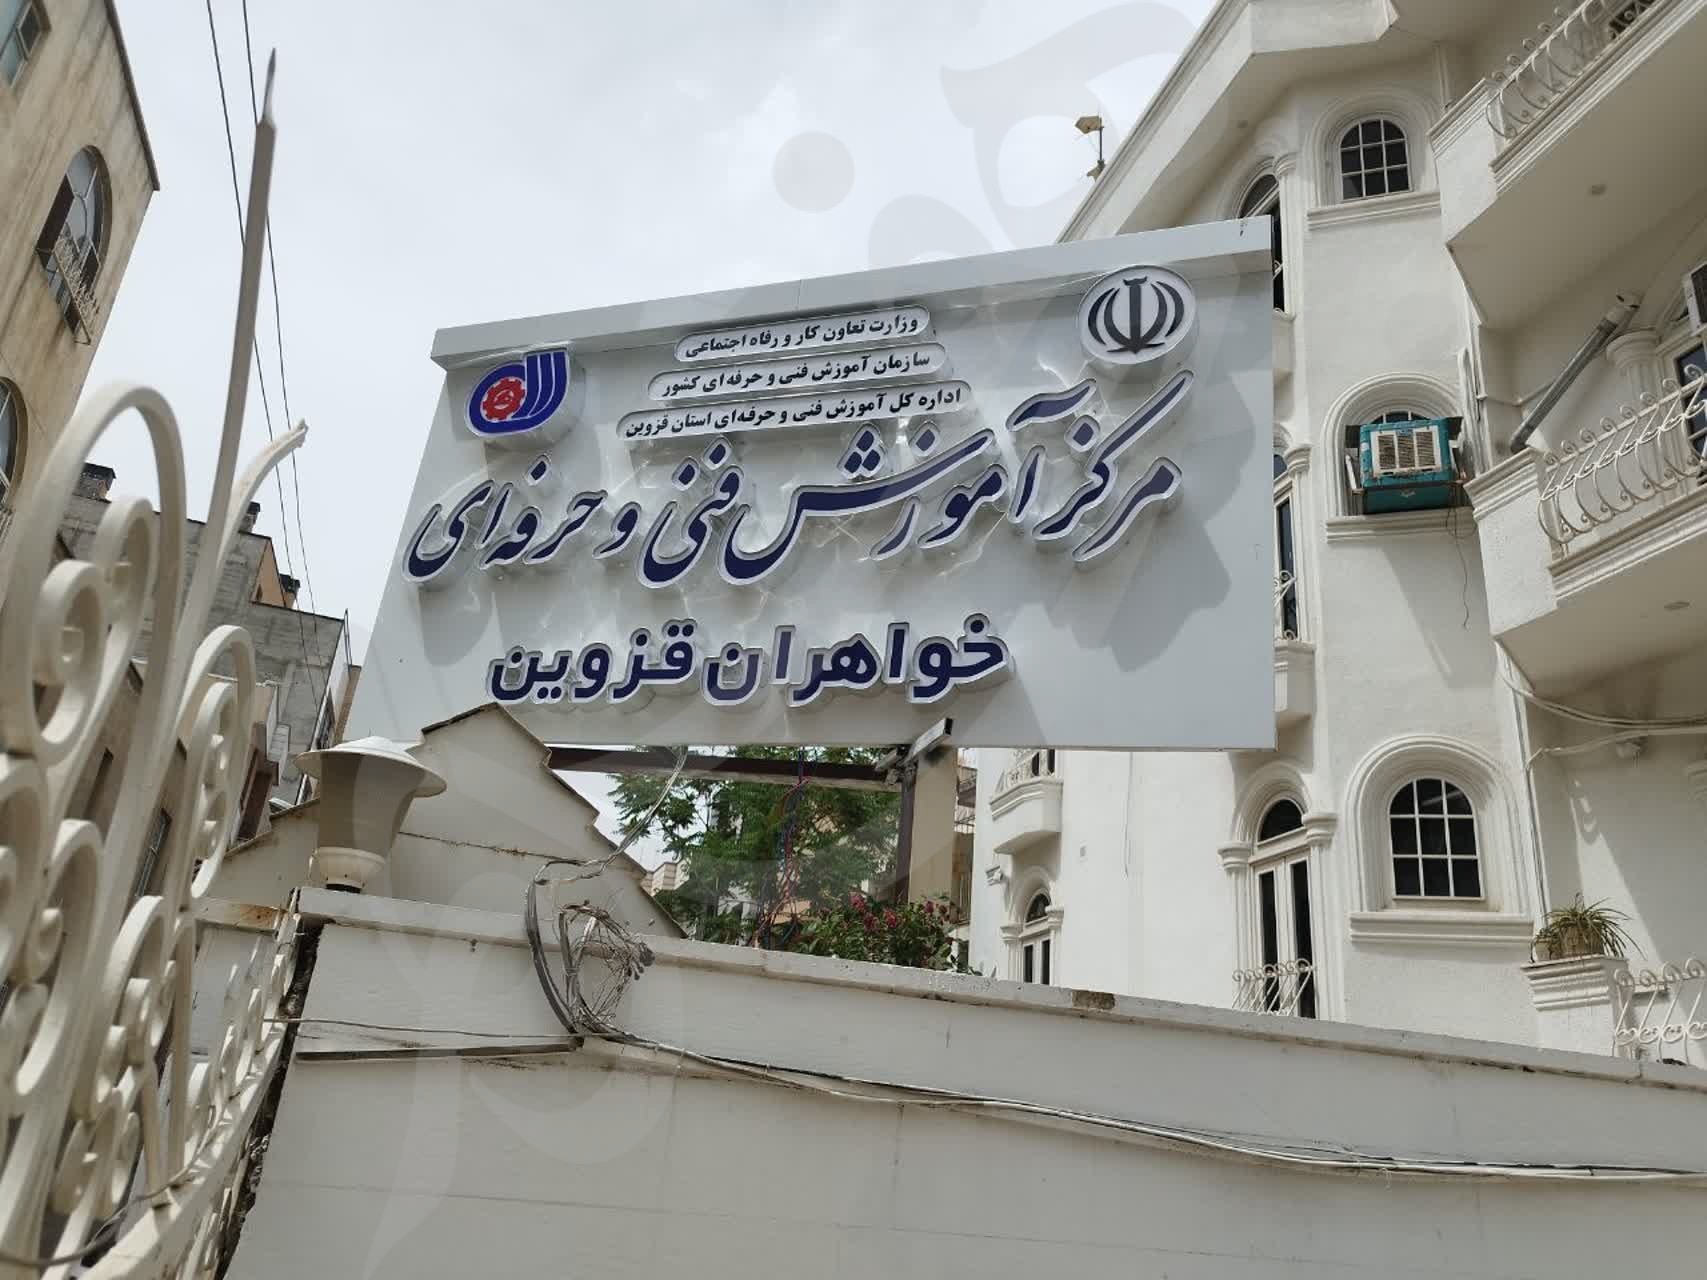 وزارت تعاون کار و رفاه اجتماعی
سازمان آموزش فنی و حرفه ای کشور
اداره کل آموزش فنی و حرفه‌ای استان قزوین
مرکز آموزش فنی و حرفه‌ای
خواهران قزوین